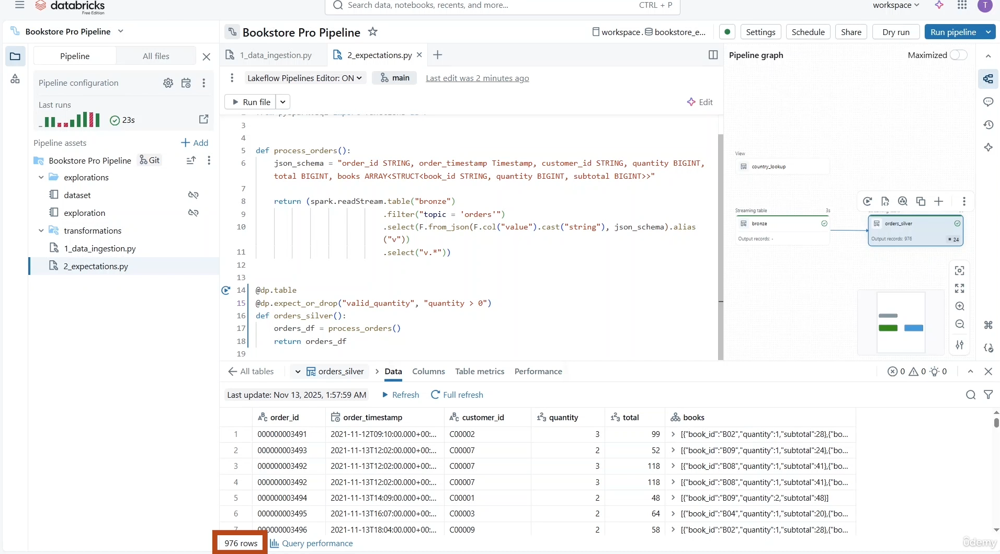 databricks
Free Edition
Search data, notebooks, recents, and more...
CTRL + P
workspace
T
Bookstore Pro Pipeline
Bookstore Pro Pipeline
workspace.
bookstore_e...
Settings
Schedule
Share
Dry run
Run pipeline
Pipeline
All files
1_data_ingestion.py
2_expectations.py
Pipeline graph
Maximized
Pipeline configuration
Lakeflow Pipelines Editor: ON
main
Last edit was 2 minutes ago
Last runs
23s
Run file
Edit
Pipeline assets
Add
Bookstore Pro Pipeline
Git
explorations
dataset
exploration
transformations
1_data_ingestion.py
2_expectations.py
3
4
5 def process_orders():
6 json_schema = "order_id STRING, order_timestamp Timestamp, customer_id STRING, quantity BIGINT,
total BIGINT, books ARRAY<STRUCT<book_id STRING, quantity BIGINT, subtotal BIGINT>>"
7
8 return (spark.readStream.table("bronze")
9 .filter("topic = 'orders'")
10 .select(F.from_json(F.col("value").cast("string"), json_schema).alias
("v"))
11 .select("v.*"))
12
13
14 @dp.table
15 @dp.expect_or_drop("valid_quantity", "quantity > 0")
16 def orders_silver():
17 orders_df = process_orders()
18 return orders_df
19
View
country_lookup
Streaming table 3s
bronze
Output records: -
orders_silver
Output records: 976
24
All tables
orders_silver
Data
Columns
Table metrics
Performance
0 0 0
Last update: Nov 13, 2025, 1:57:59 AM
Refresh
Full refresh
order_id order_timestamp customer_id quantity total books
1 000000003491 2021-11-12T09:10:00.000+00:... C00002 3 99 [{"book_id":"B02","quantity":1,"subtotal":28},{"bo...
2 000000003493 2021-11-13T12:02:00.000+00:... C00007 2 52 [{"book_id":"B09","quantity":1,"subtotal":24},{"bo...
3 000000003492 2021-11-13T12:02:00.000+00:... C00007 3 118 [{"book_id":"B08","quantity":1,"subtotal":41},{"bo...
4 000000003492 2021-11-13T12:02:00.000+00:... C00007 3 118 [{"book_id":"B08","quantity":1,"subtotal":41},{"bo...
5 000000003494 2021-11-13T14:09:00.000+00:... C00001 2 48 [{"book_id":"B09","quantity":2,"subtotal":48}]
6 000000003495 2021-11-13T16:07:00.000+00:... C00003 2 64 [{"book_id":"B04","quantity":1,"subtotal":20},{"bo...
7 000000003496 2021-11-13T18:04:00.000+00:... C00009 2 58 [{"book_id":"B02","quantity":1,"subtotal":28},{"bo...
976 rows
Query performance
ûdemy